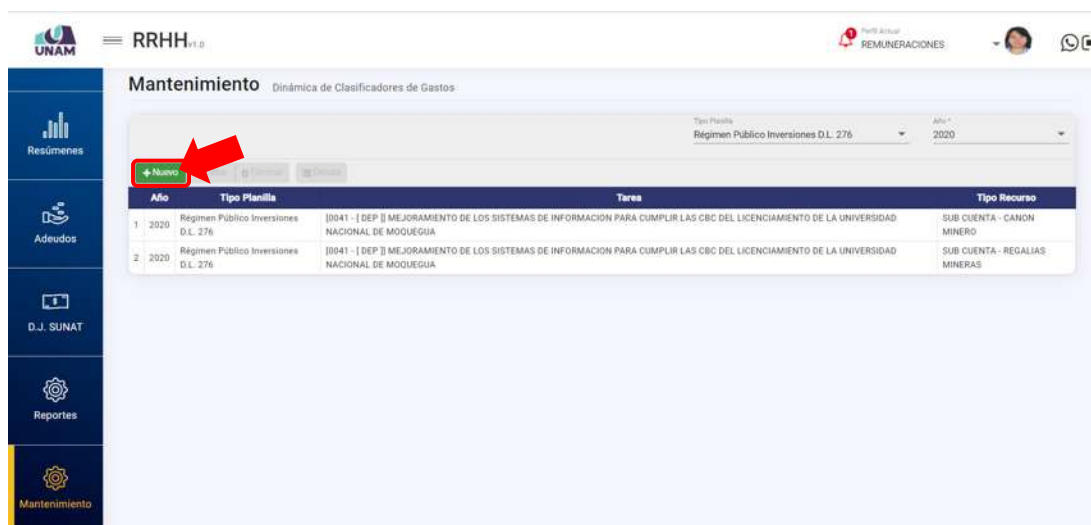 UNAM
RRHH v1.0
1
Perfil Actual
REMUNERACIONES
Mantenimiento Dinámica de Clasificadores de Gastos
Tipo Planilla
Régimen Público Inversiones D.L. 276
Año *
2020
Resúmenes
+ Nuevo
Eliminar
Detalle
Año Tipo Planilla Tarea Tipo Recurso
1 2020 Régimen Público Inversiones D.L. 276 [0041 - [ DEP ]] MEJORAMIENTO DE LOS SISTEMAS DE INFORMACION PARA CUMPLIR LAS CBC DEL LICENCIAMIENTO DE LA UNIVERSIDAD NACIONAL DE MOQUEGUA SUB CUENTA - CANON MINERO
2 2020 Régimen Público Inversiones D.L. 276 [0041 - [ DEP ]] MEJORAMIENTO DE LOS SISTEMAS DE INFORMACION PARA CUMPLIR LAS CBC DEL LICENCIAMIENTO DE LA UNIVERSIDAD NACIONAL DE MOQUEGUA SUB CUENTA - REGALIAS MINERAS
Adeudos
D.J. SUNAT
Reportes
Mantenimiento